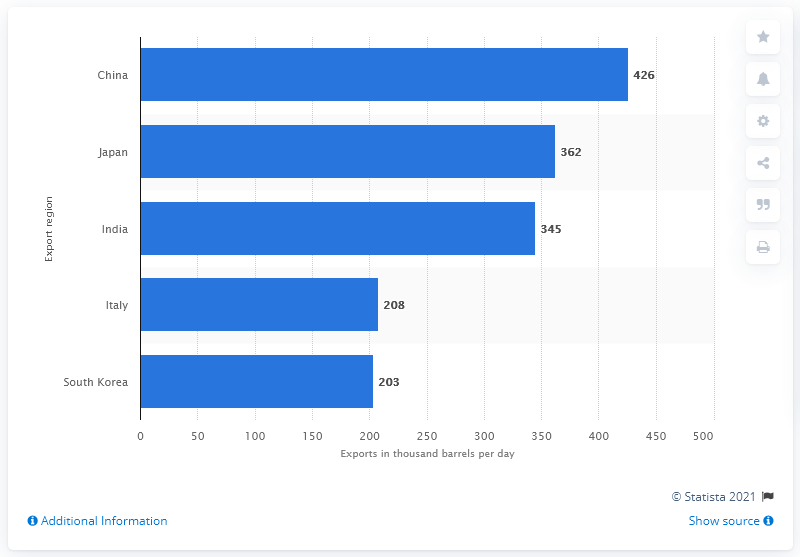 China
426
Japan
362
India
345
Italy
208
South Korea
203
Export region
0 50 100 150 200 250 300 350 400 450 500
Exports in thousand barrels per day
© Statista 2021
Additional Information
Show source